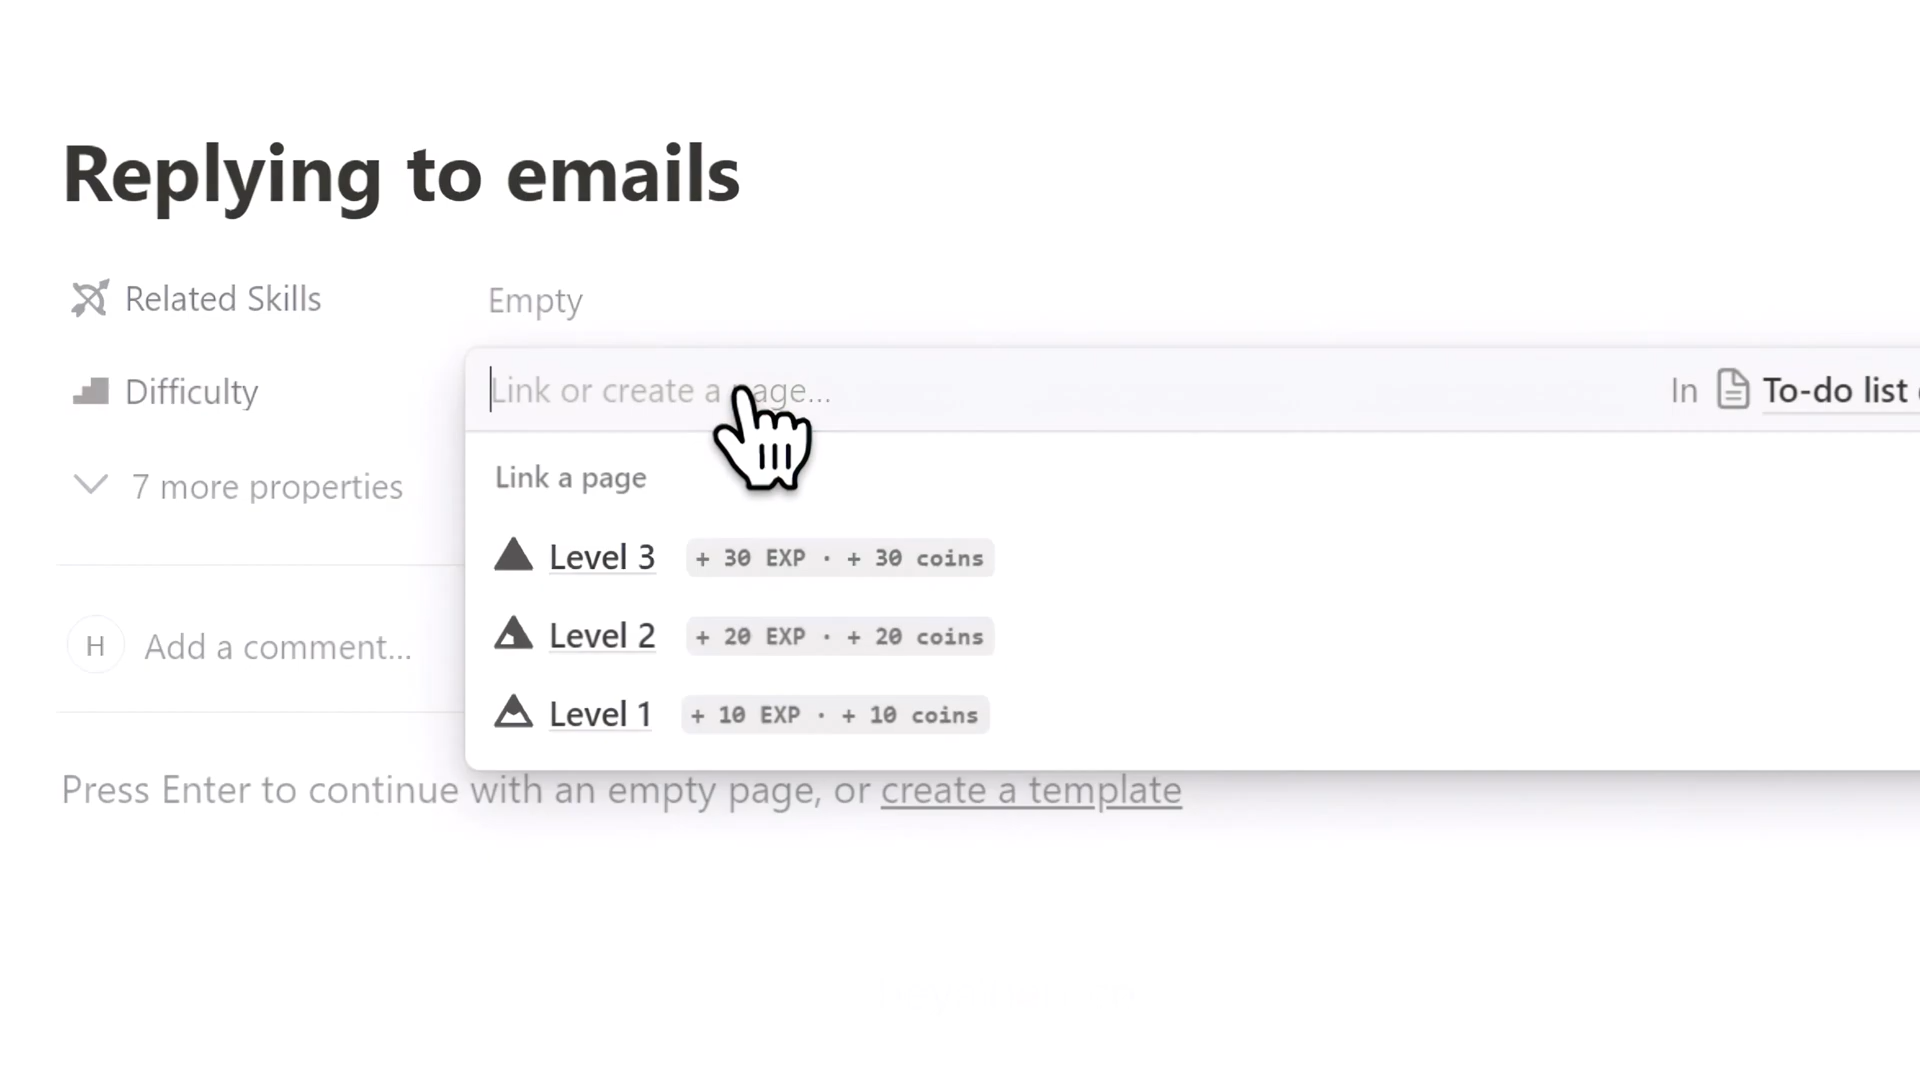 Replying to emails
Related Skills
Empty
Difficulty
Link or create a page...
In To-do list
7 more properties
Link a page
Level 3 + 30 EXP · + 30 coins
Level 2 + 20 EXP · + 20 coins
H Add a comment...
Level 1 + 10 EXP · + 10 coins
Press Enter to continue with an empty page, or create a template